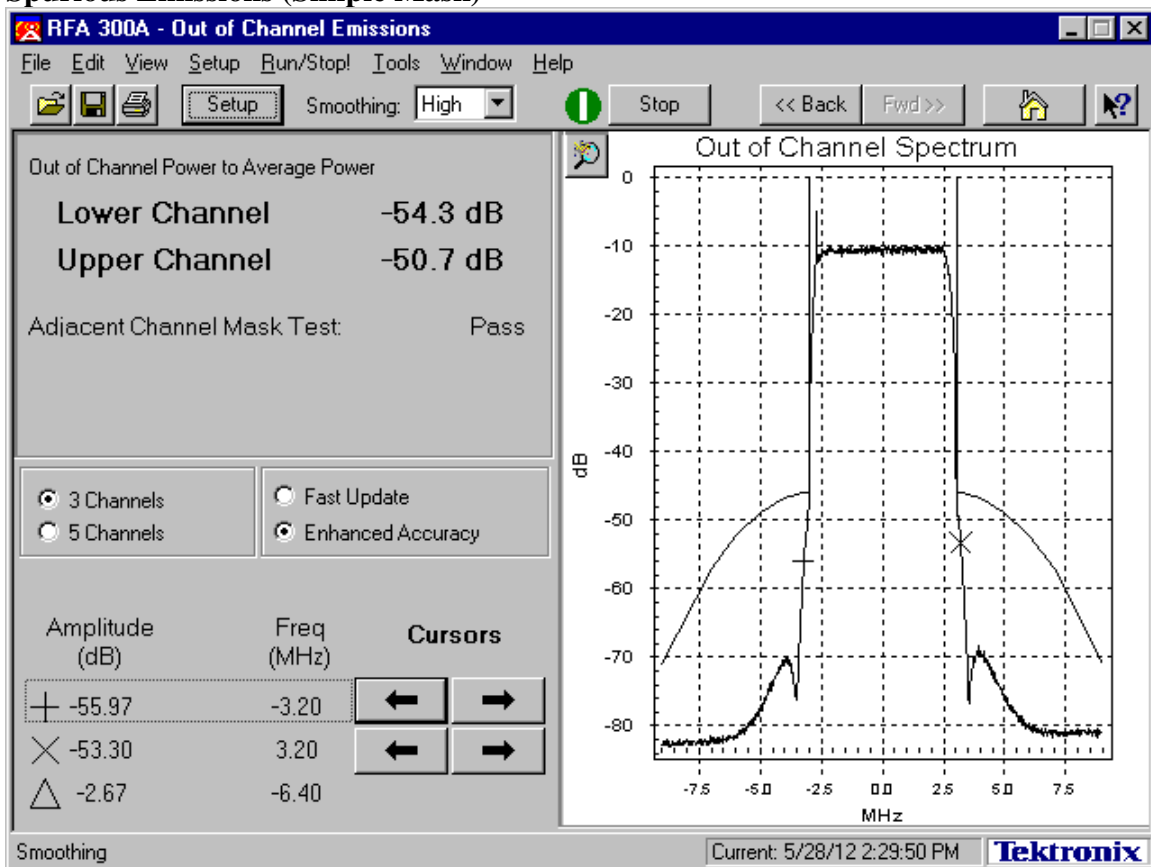 Spurious Emissions (Simple Mask)
RFA 300A - Out of Channel Emissions
File Edit View Setup Run/Stop! Tools Window Help
Setup Smoothing: High Stop << Back Fwd >>
Out of Channel Power to Average Power
Lower Channel -54.3 dB
Upper Channel -50.7 dB
Adjacent Channel Mask Test: Pass
3 Channels
5 Channels
Fast Update
Enhanced Accuracy
Amplitude (dB) Freq (MHz) Cursors
-55.97 -3.20
-53.30 3.20
-2.67 -6.40
Out of Channel Spectrum
0
-10
-20
-30
-40
-50
-60
-70
-80
dB
-7.5 -5.0 -2.5 0.0 2.5 5.0 7.5
MHz
Smoothing
Current: 5/28/12 2:29:50 PM
Tektronix